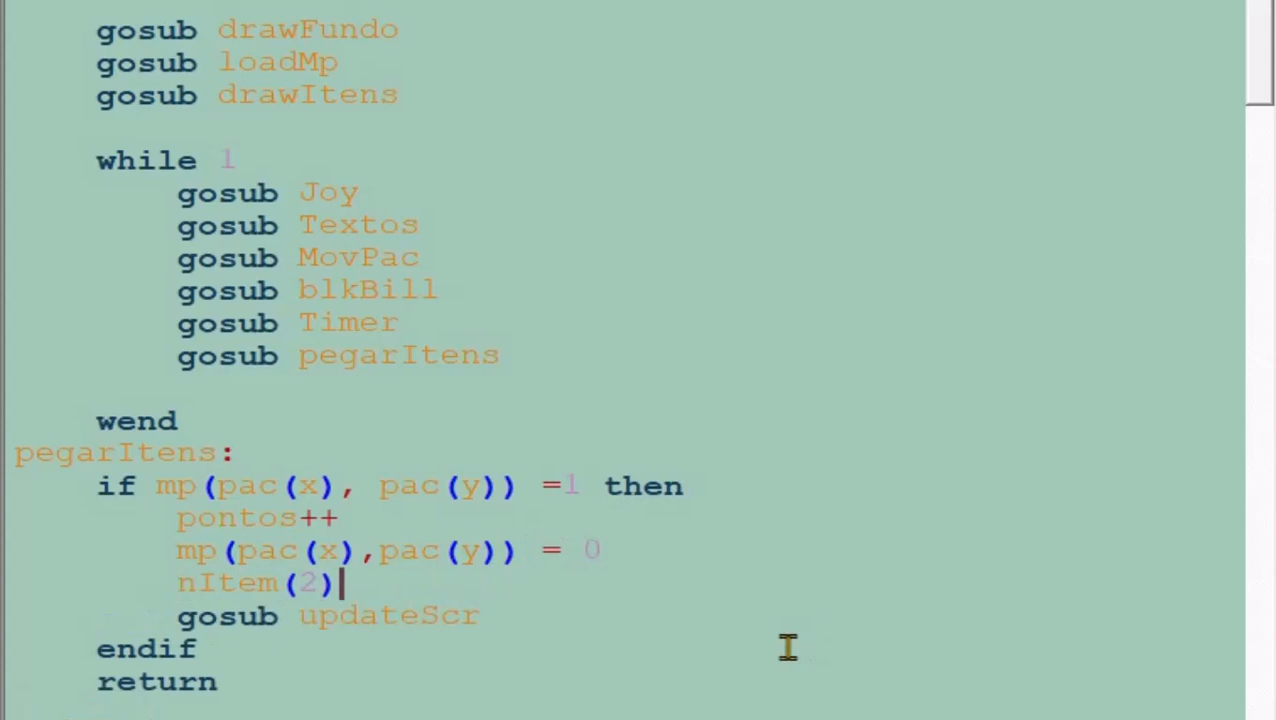 gosub drawFundo
gosub loadMp
gosub drawItens
while 1
gosub Joy
gosub Textos
gosub MovPac
gosub blkBill
gosub Timer
gosub pegarItens
wend
pegarItens:
if mp(pac(x), pac(y)) =1 then
pontos++
mp(pac(x),pac(y)) = 0
nItem(2)
gosub updateScr
endif
return